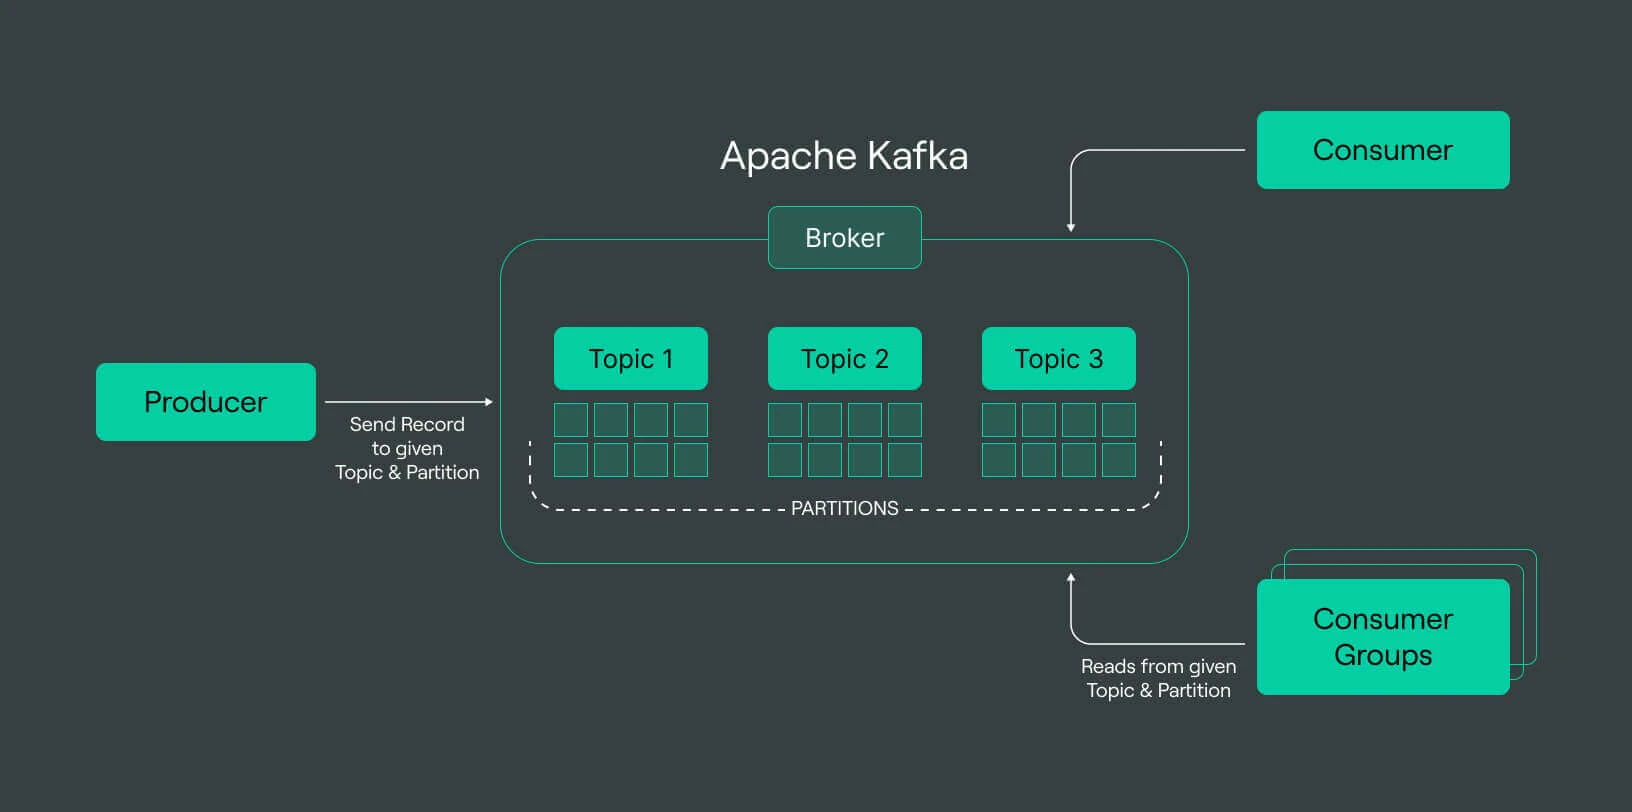 Apache Kafka
Consumer
Broker
Topic 1
Topic 2
Topic 3
Producer
Send Record
to given
Topic & Partition
PARTITIONS
Consumer
Groups
Reads from given
Topic & Partition